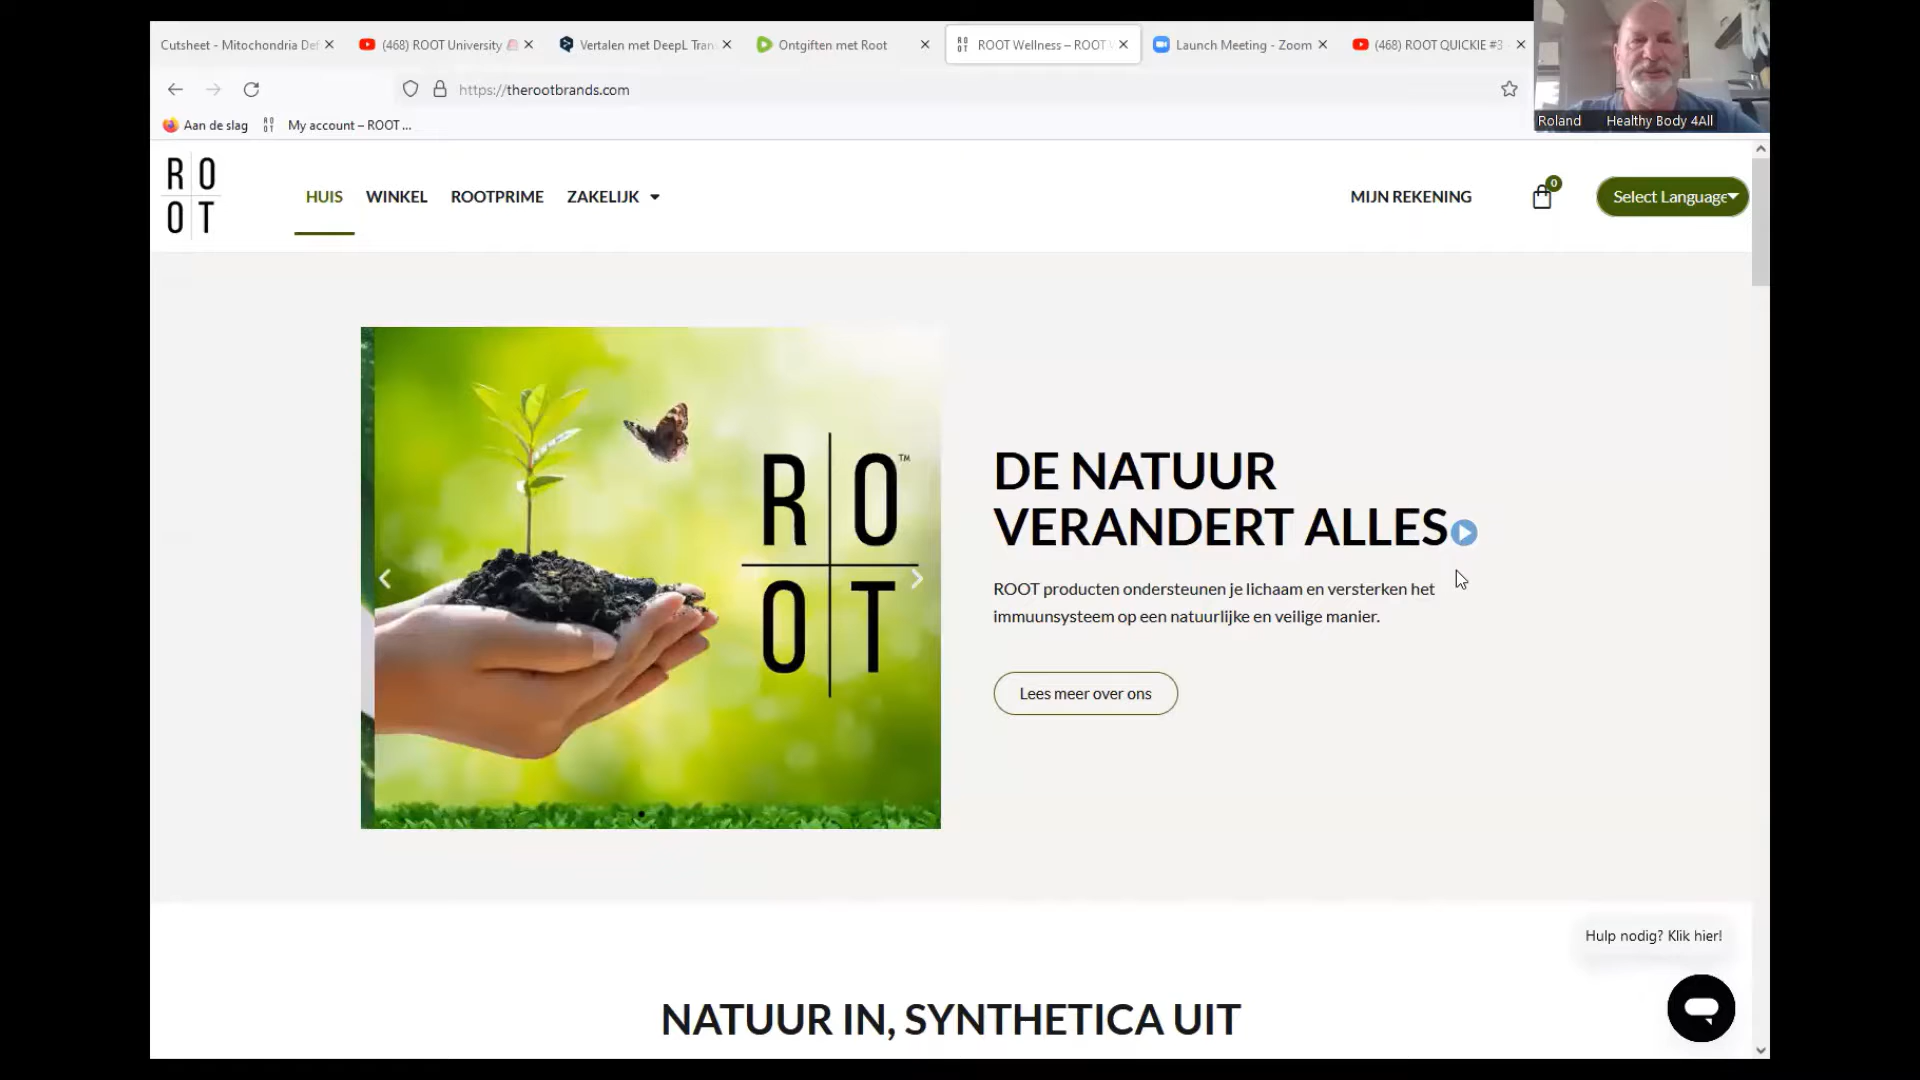 Cutsheet - Mitochondria Def
(468) ROOT University
Vertalen met DeepL Tran
Ontgiften met Root
ROOT Wellness – ROOT
Launch Meeting - Zoom
(468) ROOT QUICKIE #3
https://therootbrands.com
Aan de slag
My account – ROOT ...
Roland Healthy Body 4All
RO
OT
HUIS
WINKEL
ROOTPRIME
ZAKELIJK
MIJN REKENING
0
Select Language
RO™
OT
DE NATUUR
VERANDERT ALLES
ROOT producten ondersteunen je lichaam en versterken het
immuunsysteem op een natuurlijke en veilige manier.
Lees meer over ons
Hulp nodig? Klik hier!
NATUUR IN, SYNTHETICA UIT